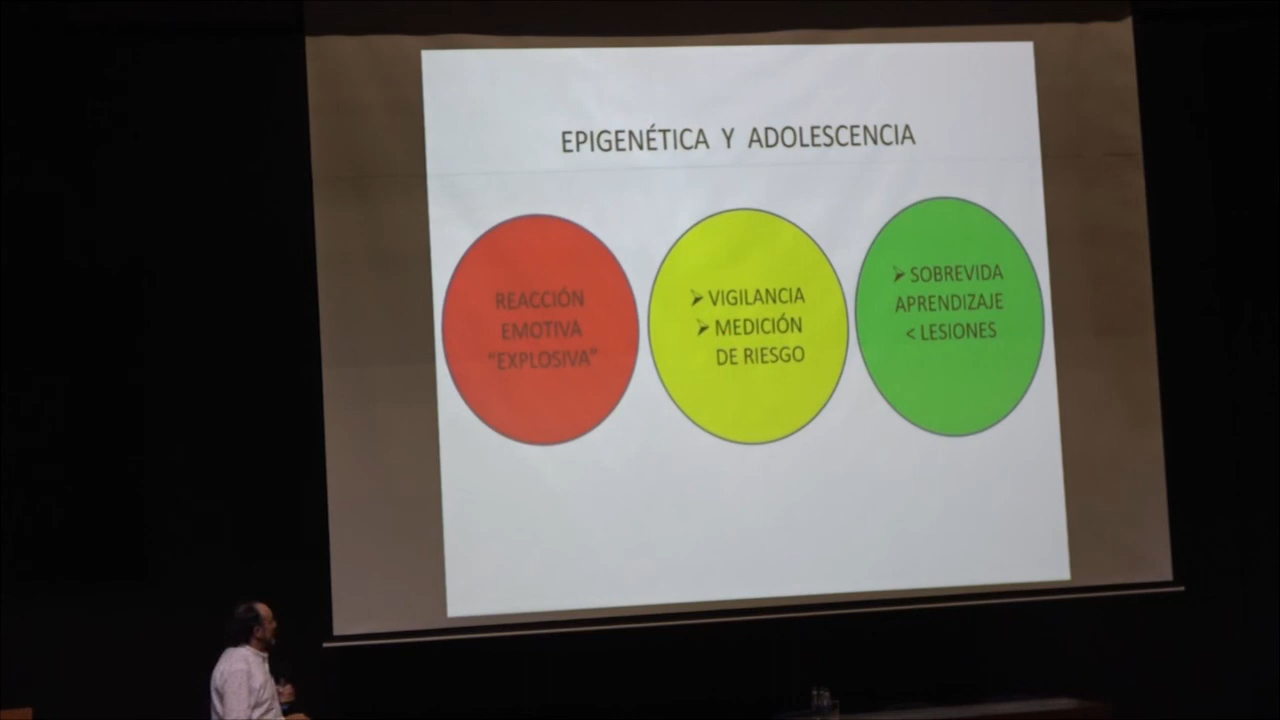 EPIGENÉTICA Y ADOLESCENCIA
REACCIÓN
EMOTIVA
“EXPLOSIVA”
➢ VIGILANCIA
➢ MEDICIÓN
DE RIESGO
➢ SOBREVIDA
APRENDIZAJE
< LESIONES